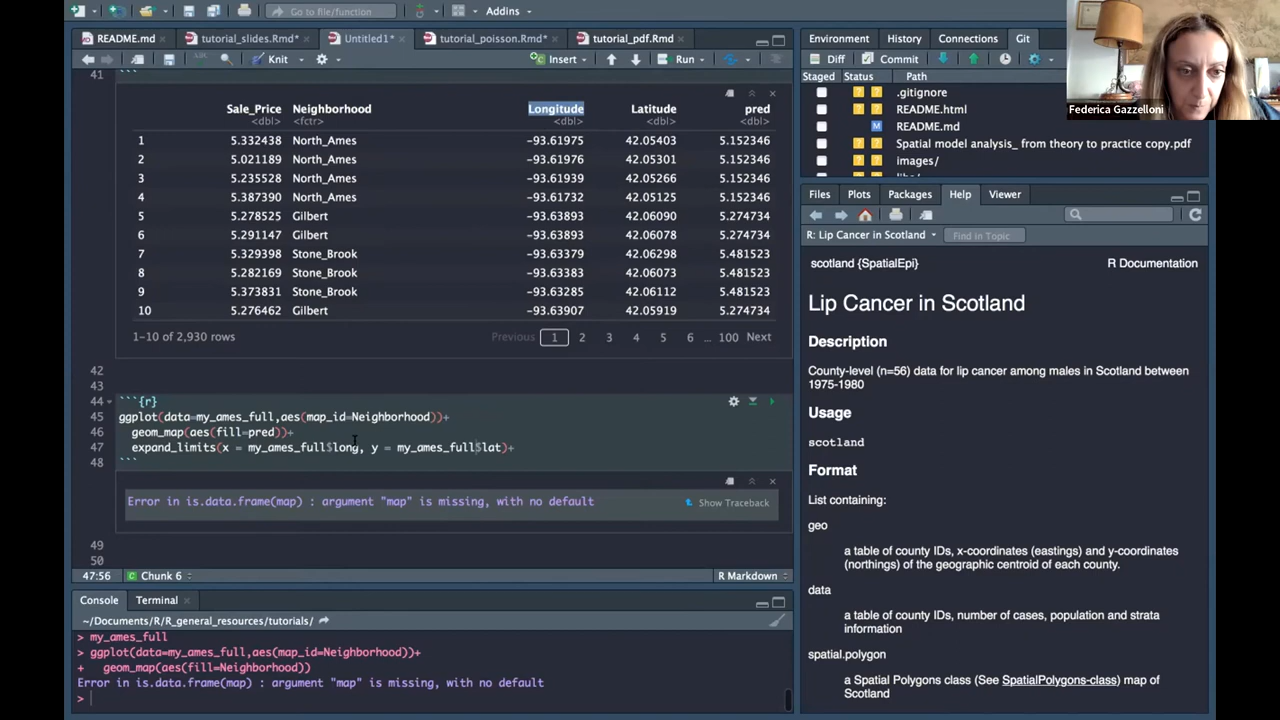 Go to file/function
Addins
README.md
tutorial_slides.Rmd*
Untitled1*
tutorial_poisson.Rmd*
tutorial_pdf.Rmd
Knit
Insert
Run
41
```
Sale_Price Neighborhood Longitude Latitude pred
<dbl> <fctr> <dbl> <dbl> <dbl>
1 5.332438 North_Ames -93.61975 42.05403 5.152346
2 5.021189 North_Ames -93.61976 42.05301 5.152346
3 5.235528 North_Ames -93.61939 42.05266 5.152346
4 5.387390 North_Ames -93.61732 42.05125 5.152346
5 5.278525 Gilbert -93.63893 42.06090 5.274734
6 5.291147 Gilbert -93.63893 42.06078 5.274734
7 5.329398 Stone_Brook -93.63379 42.06298 5.481523
8 5.282169 Stone_Brook -93.63383 42.06073 5.481523
9 5.373831 Stone_Brook -93.63285 42.06112 5.481523
10 5.276462 Gilbert -93.63907 42.05919 5.274734
1-10 of 2,930 rows Previous 1 2 3 4 5 6 ... 100 Next
42
43
44 ```{r}
45 ggplot(data=my_ames_full,aes(map_id=Neighborhood))+
46 geom_map(aes(fill=pred))+
47 expand_limits(x = my_ames_full$long, y = my_ames_full$lat)+
48 ```
Error in is.data.frame(map) : argument "map" is missing, with no default
Show Traceback
49
50
47:56 Chunk 6 R Markdown
Console Terminal
~/Documents/R/R_general_resources/tutorials/
> my_ames_full
> ggplot(data=my_ames_full,aes(map_id=Neighborhood))+
+ geom_map(aes(fill=Neighborhood))
Error in is.data.frame(map) : argument "map" is missing, with no default
>
Environment History Connections Git
Diff Commit
Staged Status Path
? ? .gitignore
? ? README.html
M README.md
? ? Spatial model analysis_ from theory to practice copy.pdf
? ? images/
Federica Gazzelloni
Files Plots Packages Help Viewer
R: Lip Cancer in Scotland
Find in Topic
scotland {SpatialEpi} R Documentation
Lip Cancer in Scotland
Description
County-level (n=56) data for lip cancer among males in Scotland between
1975-1980
Usage
scotland
Format
List containing:
geo
a table of county IDs, x-coordinates (eastings) and y-coordinates
(northings) of the geographic centroid of each county.
data
a table of county IDs, number of cases, population and strata
information
spatial.polygon
a Spatial Polygons class (See SpatialPolygons-class) map of
Scotland